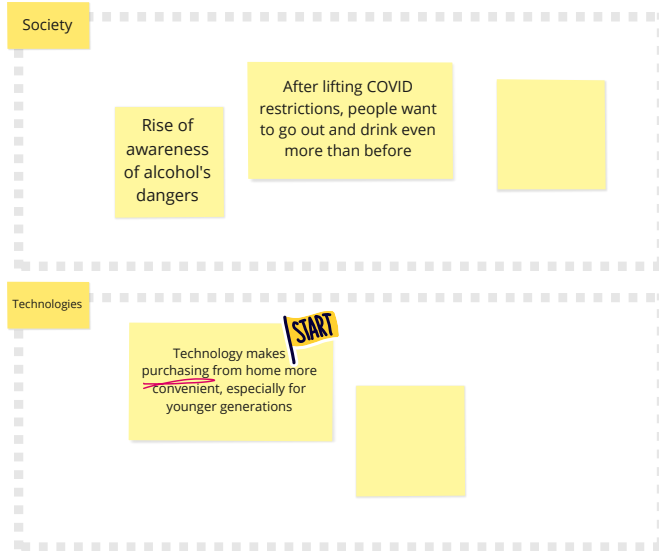 Society
After lifting COVID
restrictions, people want
to go out and drink even
more than before
Rise of
awareness
of alcohol's
dangers
Technologies
START
Technology makes
purchasing from home more
convenient, especially for
younger generations